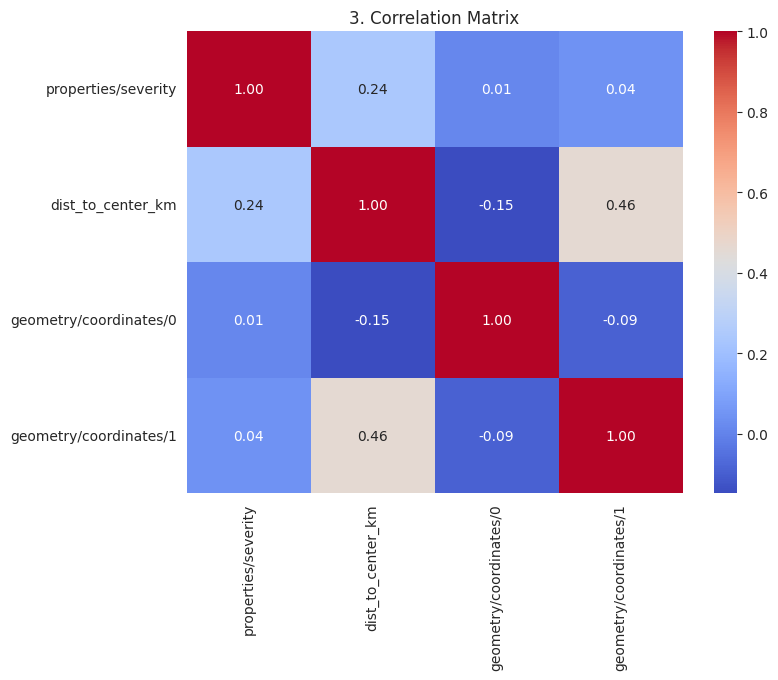 3. Correlation Matrix
properties/severity 1.00 0.24 0.01 0.04
dist_to_center_km 0.24 1.00 -0.15 0.46
geometry/coordinates/0 0.01 -0.15 1.00 -0.09
geometry/coordinates/1 0.04 0.46 -0.09 1.00
properties/severity
dist_to_center_km
geometry/coordinates/0
geometry/coordinates/1
1.0
0.8
0.6
0.4
0.2
0.0